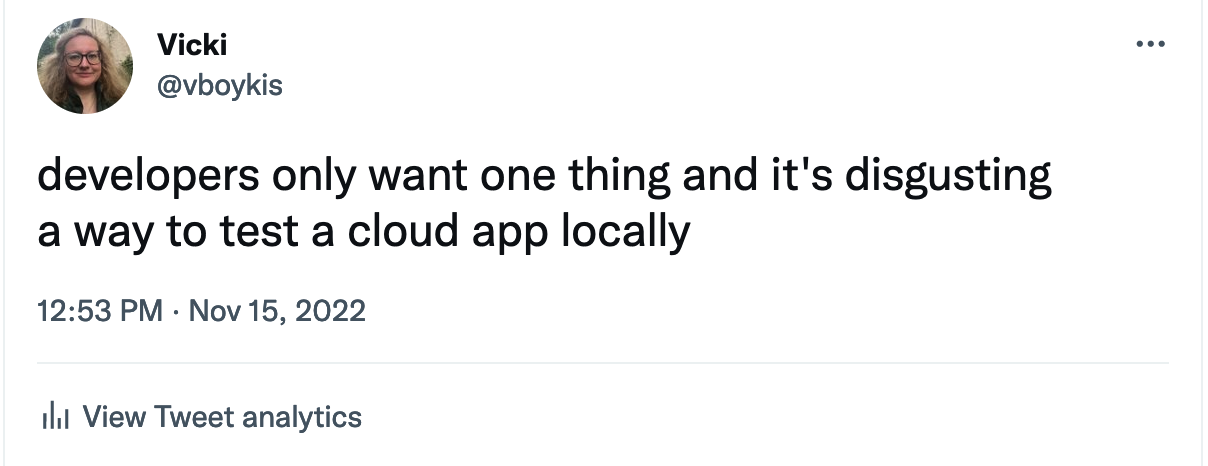 Vicki
@vboykis
developers only want one thing and it's disgusting
a way to test a cloud app locally
12:53 PM · Nov 15, 2022
View Tweet analytics